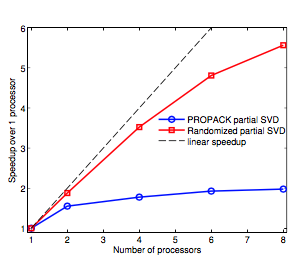 6
5
4
3
2
1
Speedup over 1 processor
PROPACK partial SVD
Randomized partial SVD
linear speedup
1 2 3 4 5 6 7 8
Number of processors